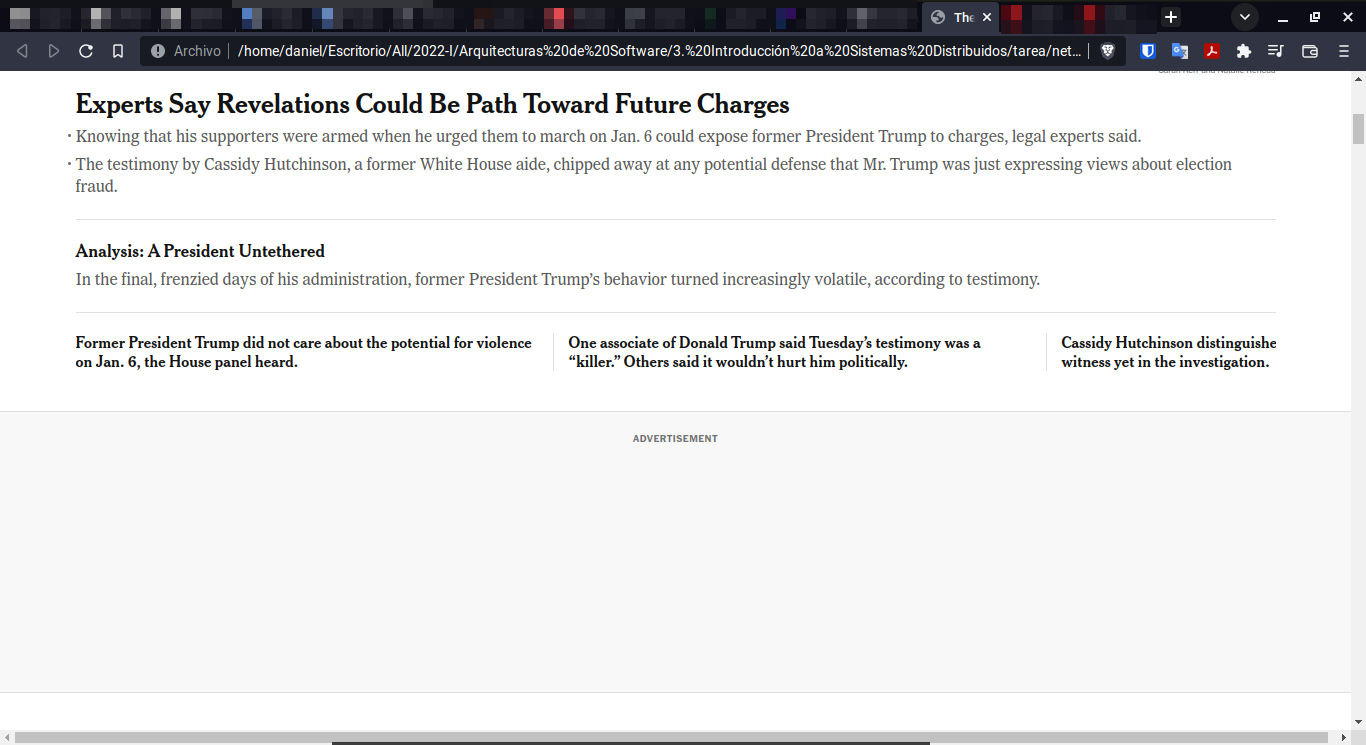 The
Archivo
/home/daniel/Escritorio/All/2022-I/Arquitecturas%20de%20Software/3.%20Introducción%20a%20Sistemas%20Distribuidos/tarea/net...
Experts Say Revelations Could Be Path Toward Future Charges
· Knowing that his supporters were armed when he urged them to march on Jan. 6 could expose former President Trump to charges, legal experts said.
· The testimony by Cassidy Hutchinson, a former White House aide, chipped away at any potential defense that Mr. Trump was just expressing views about election
fraud.
Analysis: A President Untethered
In the final, frenzied days of his administration, former President Trump’s behavior turned increasingly volatile, according to testimony.
Former President Trump did not care about the potential for violence
on Jan. 6, the House panel heard.
One associate of Donald Trump said Tuesday’s testimony was a
“killer.” Others said it wouldn’t hurt him politically.
Cassidy Hutchinson distinguishe
witness yet in the investigation.
ADVERTISEMENT